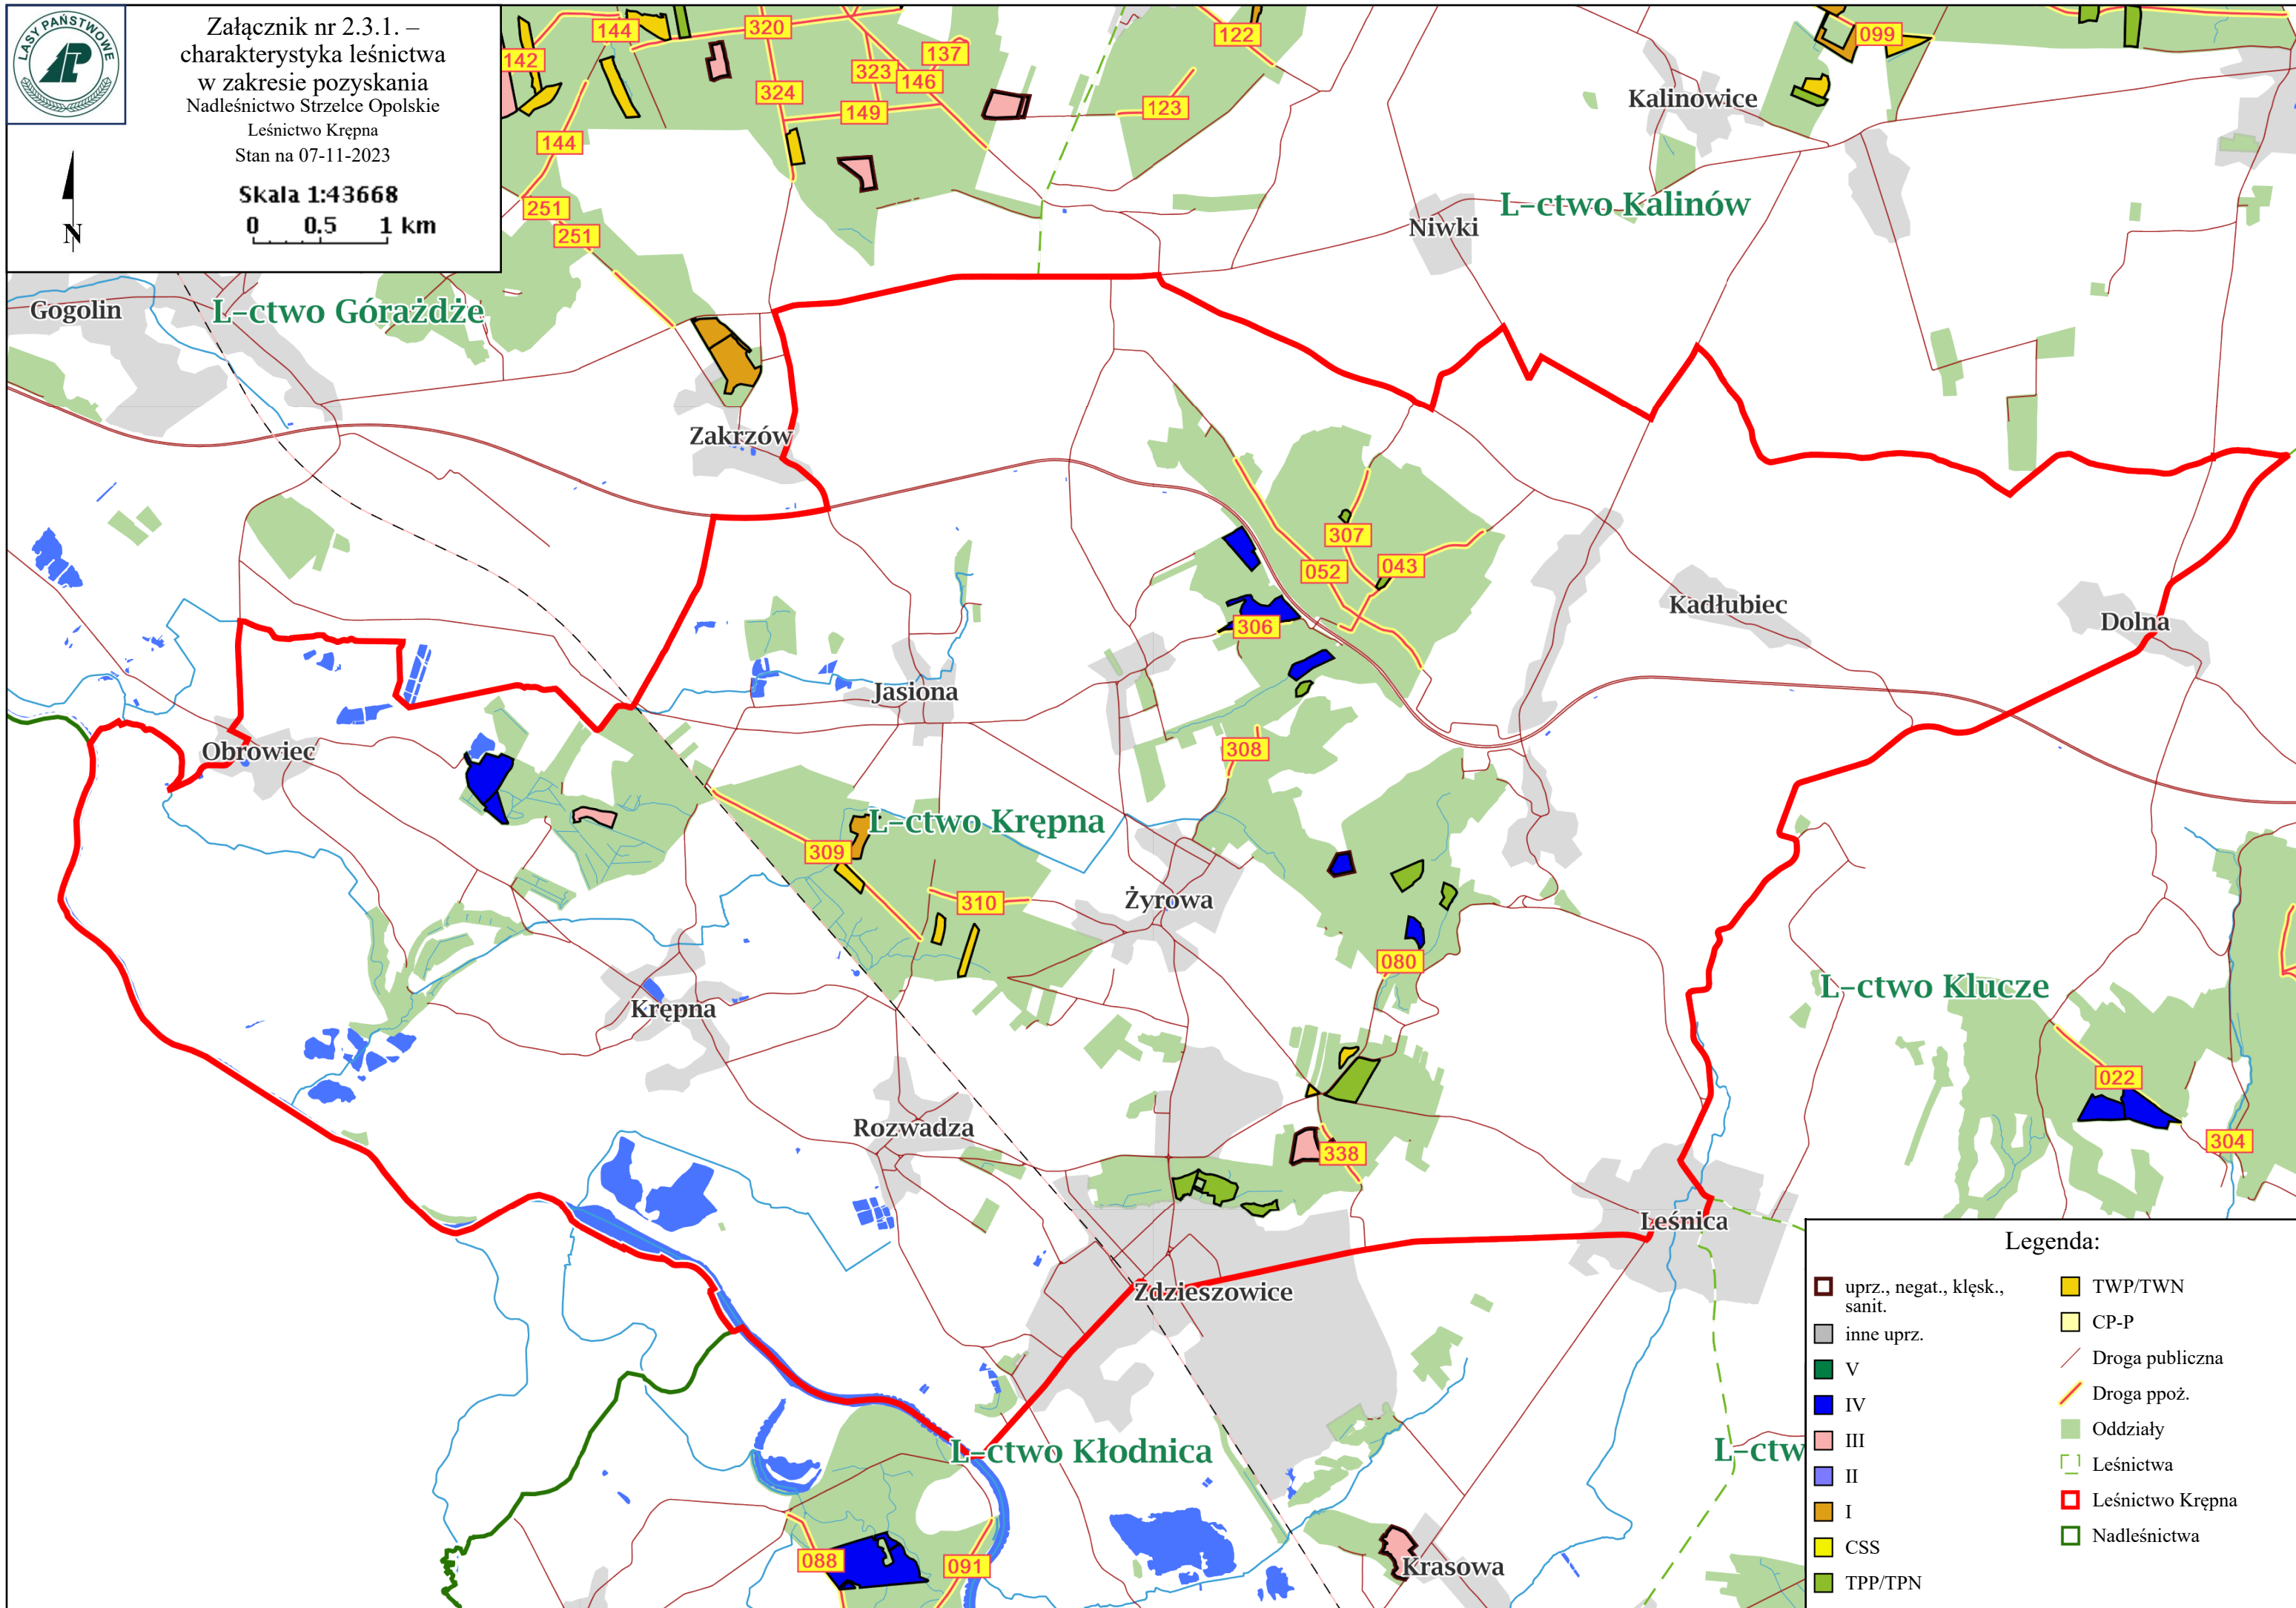 LASY PAŃSTWOWE
Załącznik nr 2.3.1. –
charakterystyka leśnictwa
w zakresie pozyskania
Nadleśnictwo Strzelce Opolskie
Leśnictwo Krępna
Stan na 07-11-2023
Skala 1:43668
0 0.5 1 km
N
144
320
142
137
323
146
324
149
144
251
251
122
123
099
Kalinowice
L-ctwo Kalinów
Niwki
Gogolin
L-ctwo Górażdże
Zakrzów
307
052
043
306
Kadłubiec
Dolna
Jasiona
Obrowiec
308
L-ctwo Krępna
309
310
Żyrowa
080
L-ctwo Klucze
Krępna
022
304
Rozwadza
338
Leśnica
Zdzieszowice
L-ctwo Kłodnica
L-ctw
088
091
Krasowa
Legenda:
uprz., negat., klęsk.,
sanit.
inne uprz.
V
IV
III
II
I
CSS
TPP/TPN
TWP/TWN
CP-P
Droga publiczna
Droga ppoż.
Oddziały
Leśnictwa
Leśnictwo Krępna
Nadleśnictwa